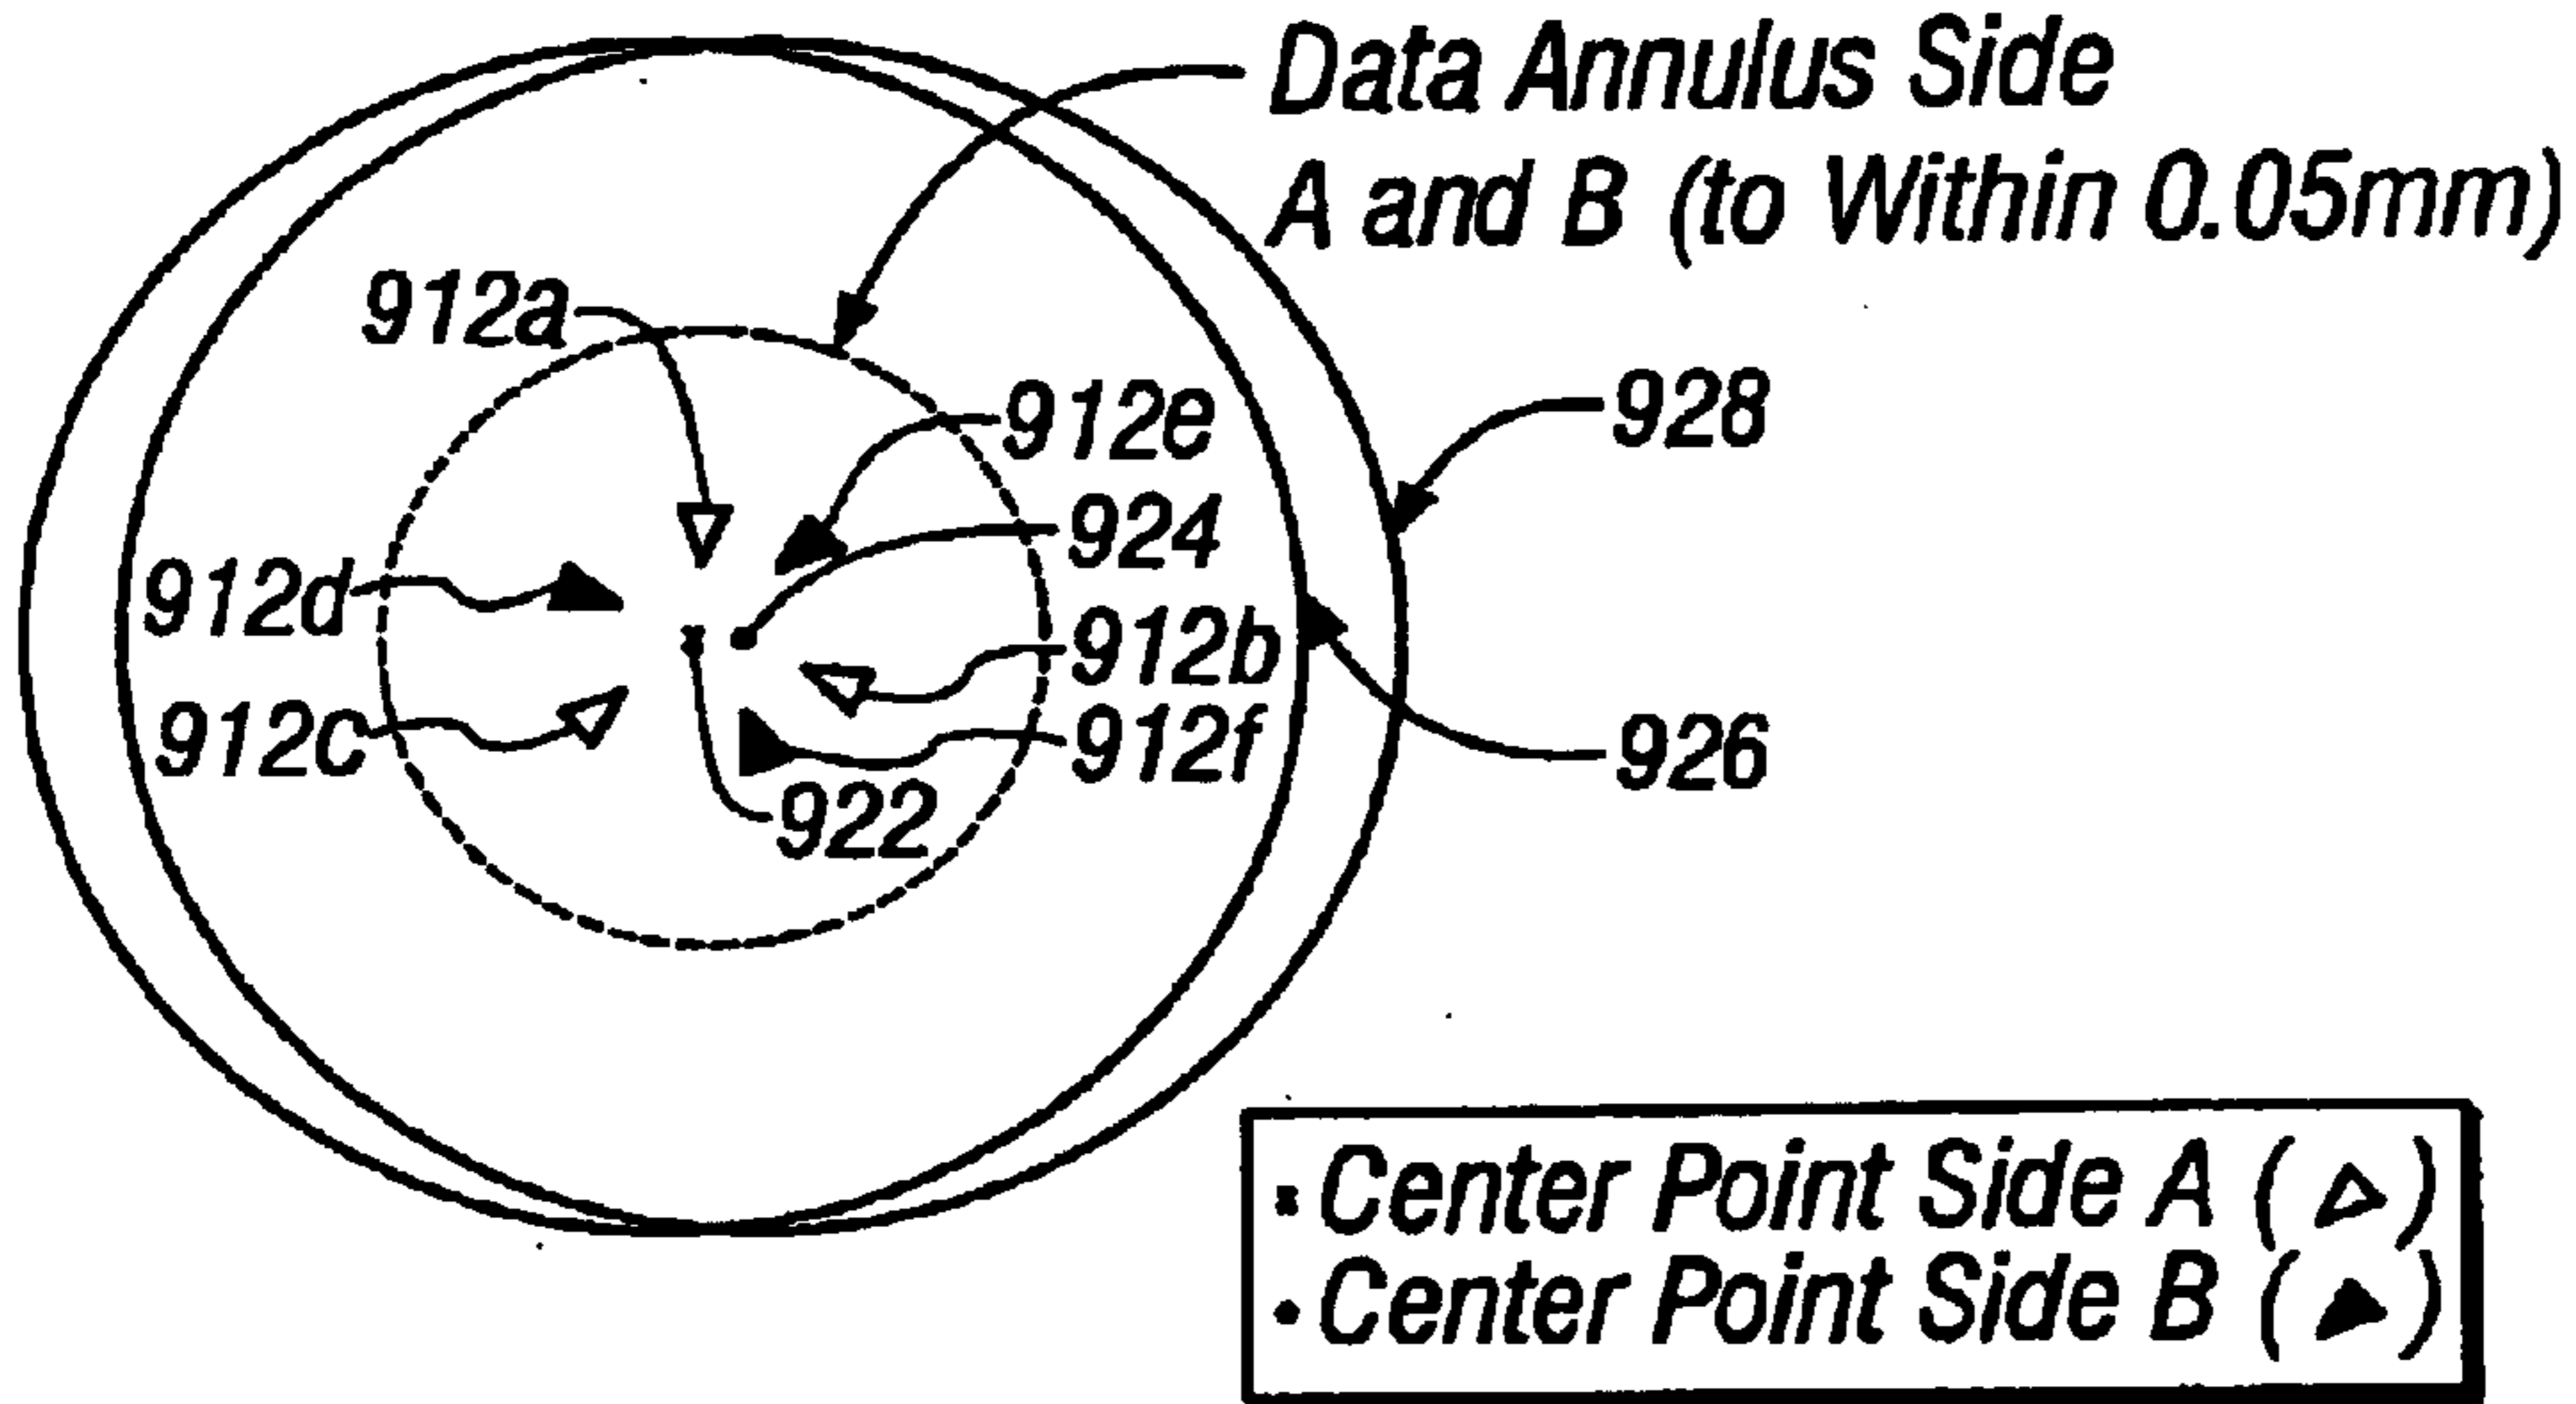 Data Annulus Side
A and B (to Within 0.05mm)
912a
912e
928
924
912d
912b
912c
912f
926
922
Center Point Side A ( )
Center Point Side B ( )